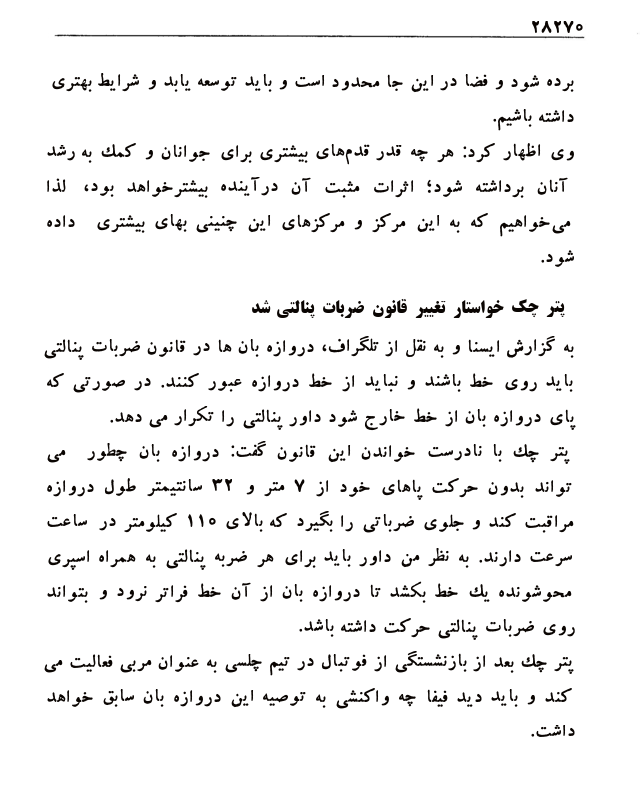 ۲۸۲۷۰
برده شود و فضا در این جا محدود است و باید توسعه یابد و شرایط بهتری
داشته باشیم.
وی اظهار کرد: هر چه قدر قدم‌های بیشتری برای جوانان و کمك به رشد
آنان برداشته شود؛ اثرات مثبت آن درآینده بیشترخواهد بود، لذا
می‌خواهیم که به این مرکز و مرکزهای این چنینی بهای بیشتری داده
شود.
پتر چک خواستار تغییر قانون ضربات پنالتی شد
به گزارش ایسنا و به نقل از تلگراف، دروازه بان ها در قانون ضربات پنالتی
باید روی خط باشند و نباید از خط دروازه عبور کنند. در صورتی که
پای دروازه بان از خط خارج شود داور پنالتی را تکرار می دهد.
پتر چك با نادرست خواندن این قانون گفت: دروازه بان چطور می
تواند بدون حرکت پاهای خود از ۷ متر و ۳۲ سانتیمتر طول دروازه
مراقبت کند و جلوی ضرباتی را بگیرد که بالای ۱۱۰ کیلومتر در ساعت
سرعت دارند. به نظر من داور باید برای هر ضربه پنالتی به همراه اسپری
محوشونده یك خط بکشد تا دروازه بان از آن خط فراتر نرود و بتواند
روی ضربات پنالتی حرکت داشته باشد.
پتر چك بعد از بازنشستگی از فوتبال در تیم چلسی به عنوان مربی فعالیت می
کند و باید دید فیفا چه واکنشی به توصیه این دروازه بان سابق خواهد
داشت.